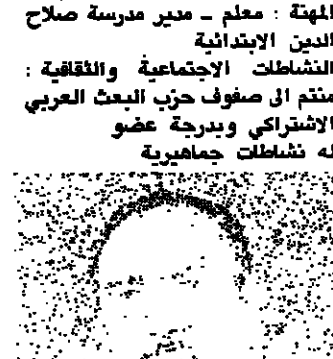 المهنة : معلم ــ مدير مدرسة صلاح
الدين الابتدائية
النشاطات الاجتماعية والثقافية :
منتم الى صفوف حزب البعث العربي
الاشتراكي وبدرجة عضو
له نشاطات جماهيرية